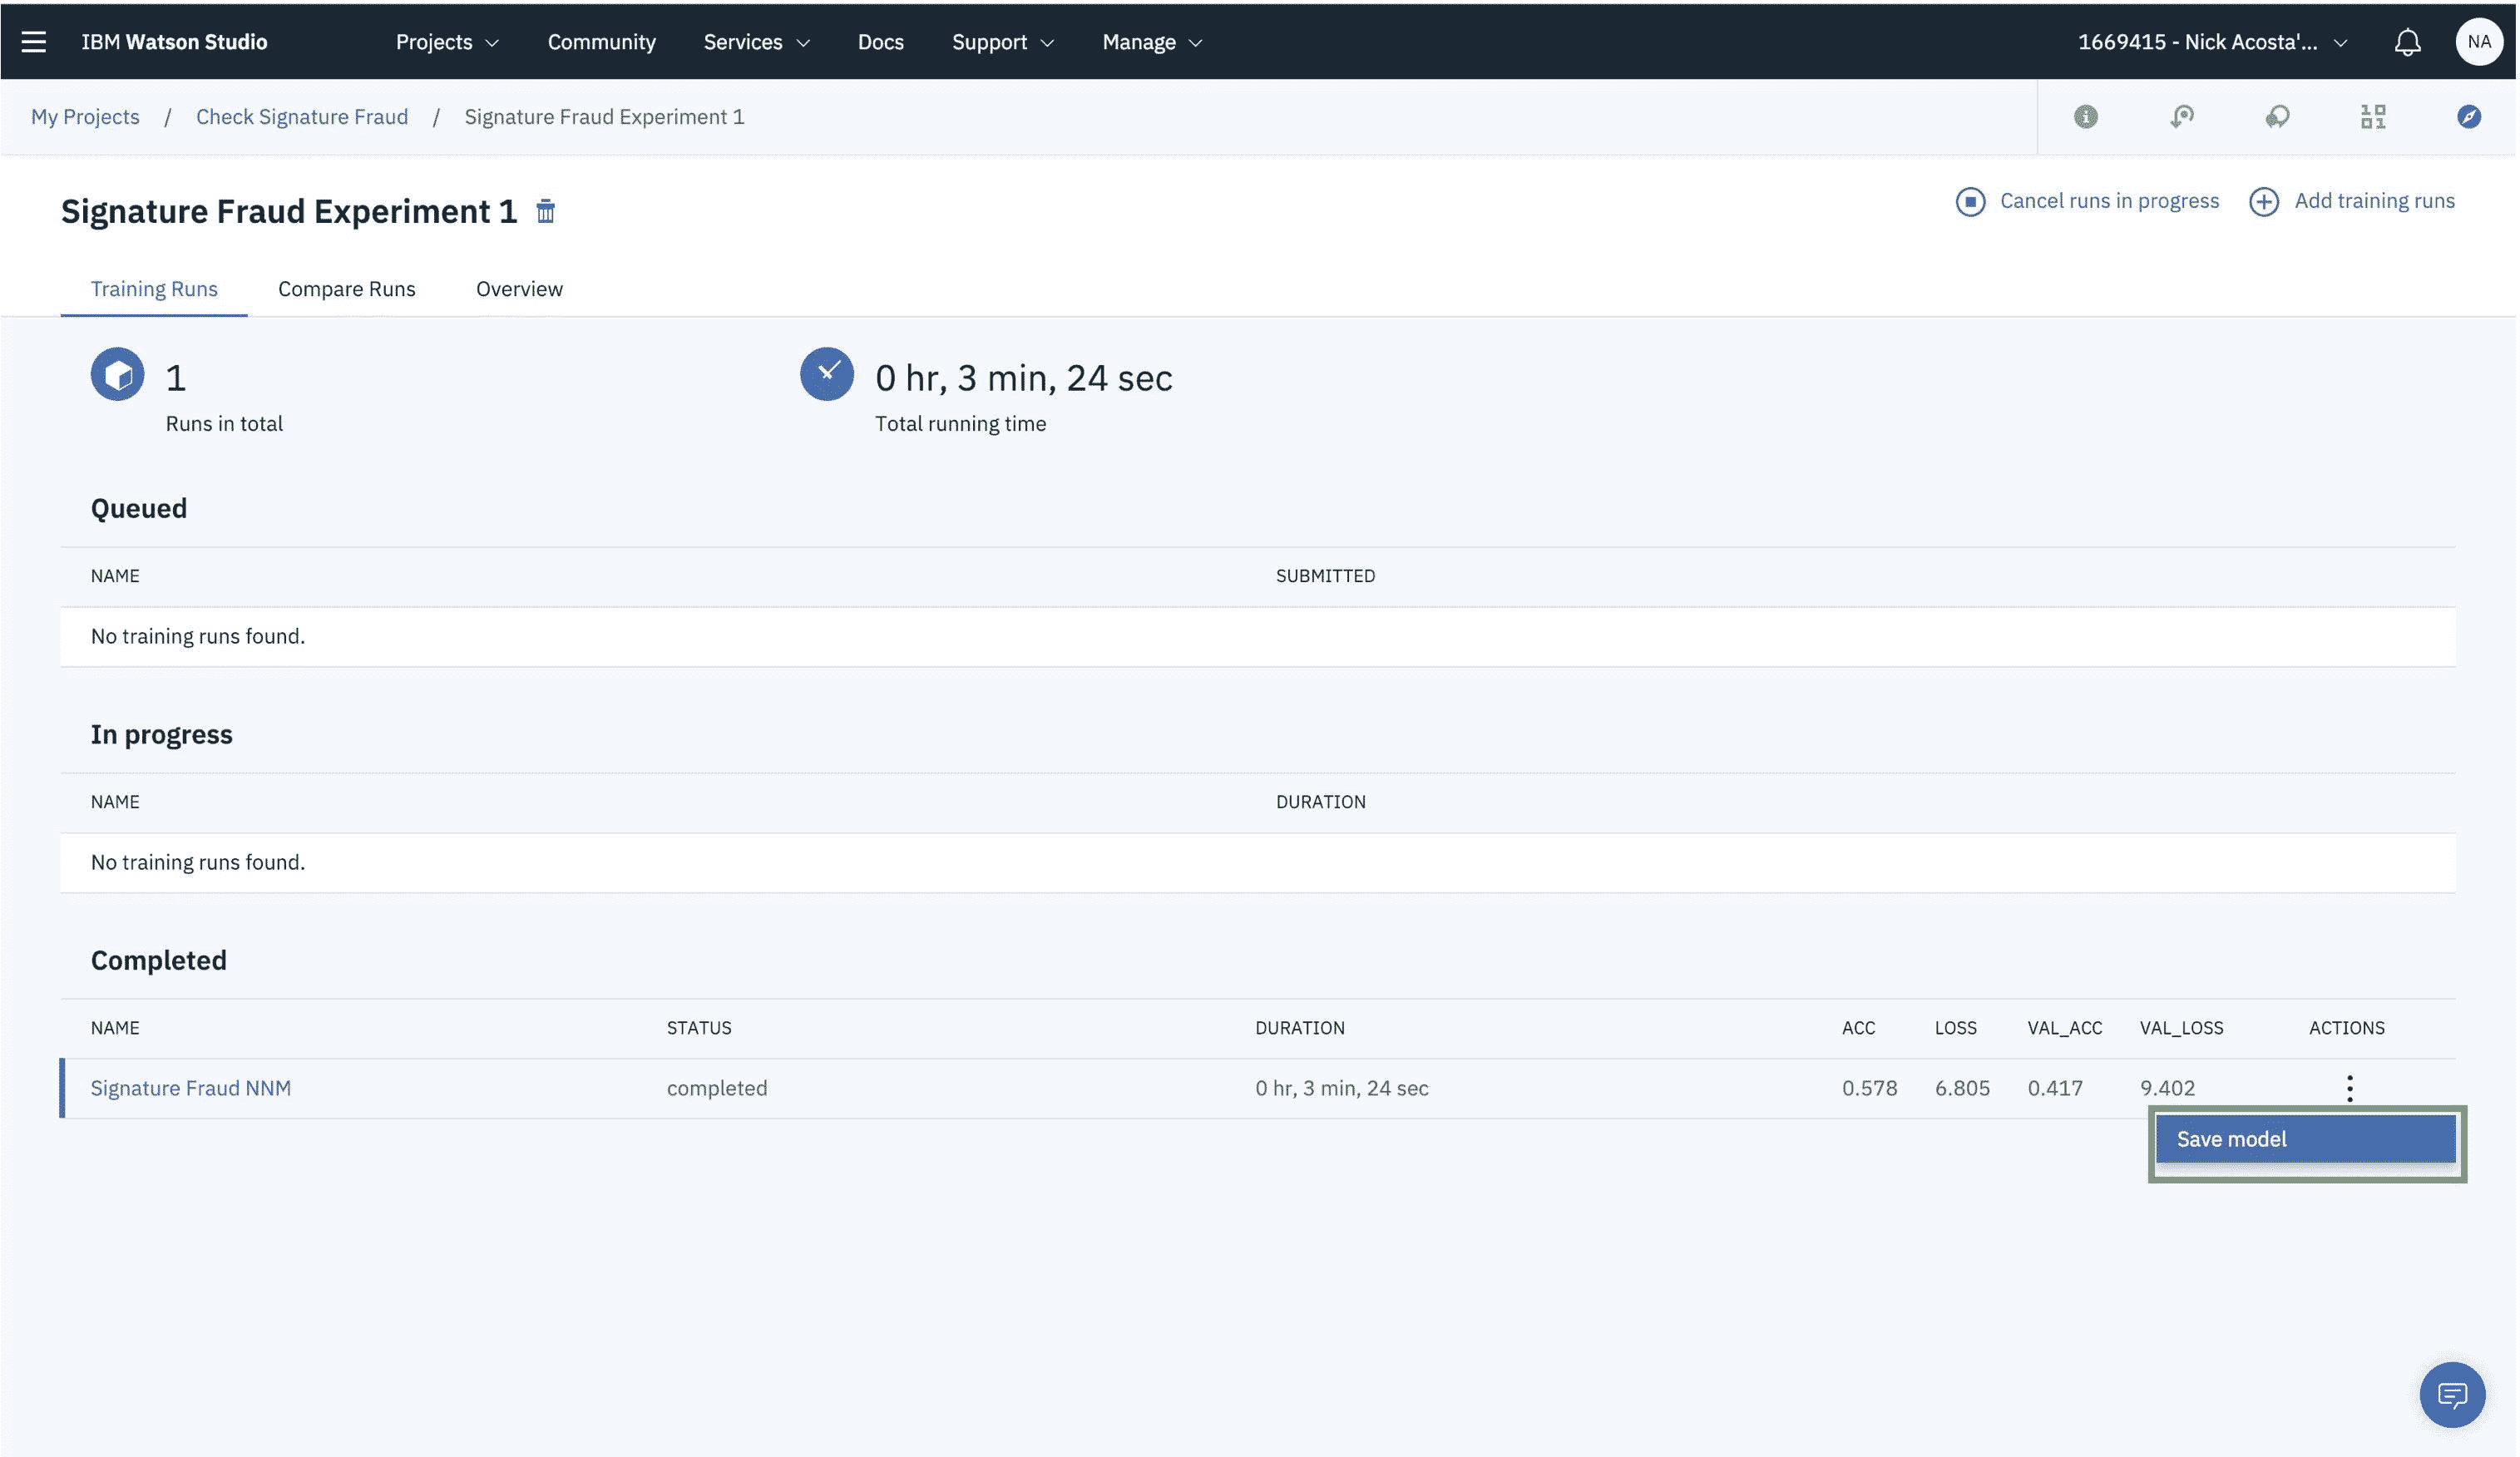 IBM Watson Studio Projects Community Services Docs Support Manage 1669415 - Nick Acosta'... NA
My Projects / Check Signature Fraud / Signature Fraud Experiment 1
Signature Fraud Experiment 1
Cancel runs in progress Add training runs
Training Runs Compare Runs Overview
1
Runs in total
0 hr, 3 min, 24 sec
Total running time
Queued
NAME SUBMITTED
No training runs found.
In progress
NAME DURATION
No training runs found.
Completed
NAME STATUS DURATION ACC LOSS VAL_ACC VAL_LOSS ACTIONS
Signature Fraud NNM completed 0 hr, 3 min, 24 sec 0.578 6.805 0.417 9.402
Save model